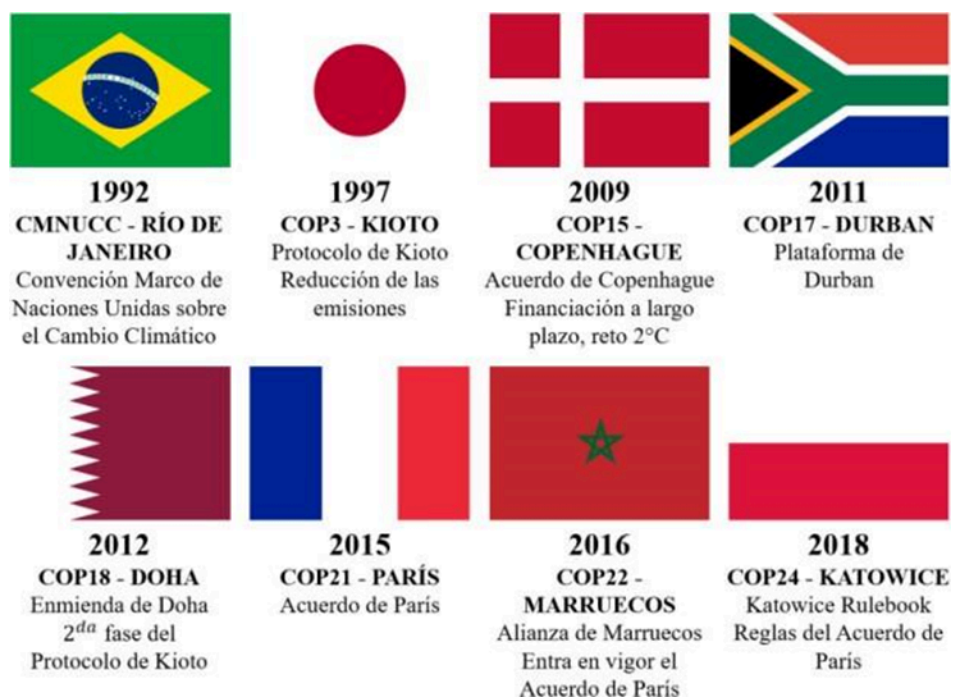 1992
CMNUCC - RÍO DE
JANEIRO
Convención Marco de
Naciones Unidas sobre
el Cambio Climático
1997
COP3 - KIOTO
Protocolo de Kioto
Reducción de las
emisiones
2009
COP15 -
COPENHAGUE
Acuerdo de Copenhague
Financiación a largo
plazo, reto 2°C
2011
COP17 - DURBAN
Plataforma de
Durban
2012
COP18 - DOHA
Enmienda de Doha
2ᵈᵃ fase del
Protocolo de Kioto
2015
COP21 - PARÍS
Acuerdo de París
2016
COP22 -
MARRUECOS
Alianza de Marruecos
Entra en vigor el
Acuerdo de París
2018
COP24 - KATOWICE
Katowice Rulebook
Reglas del Acuerdo de
París